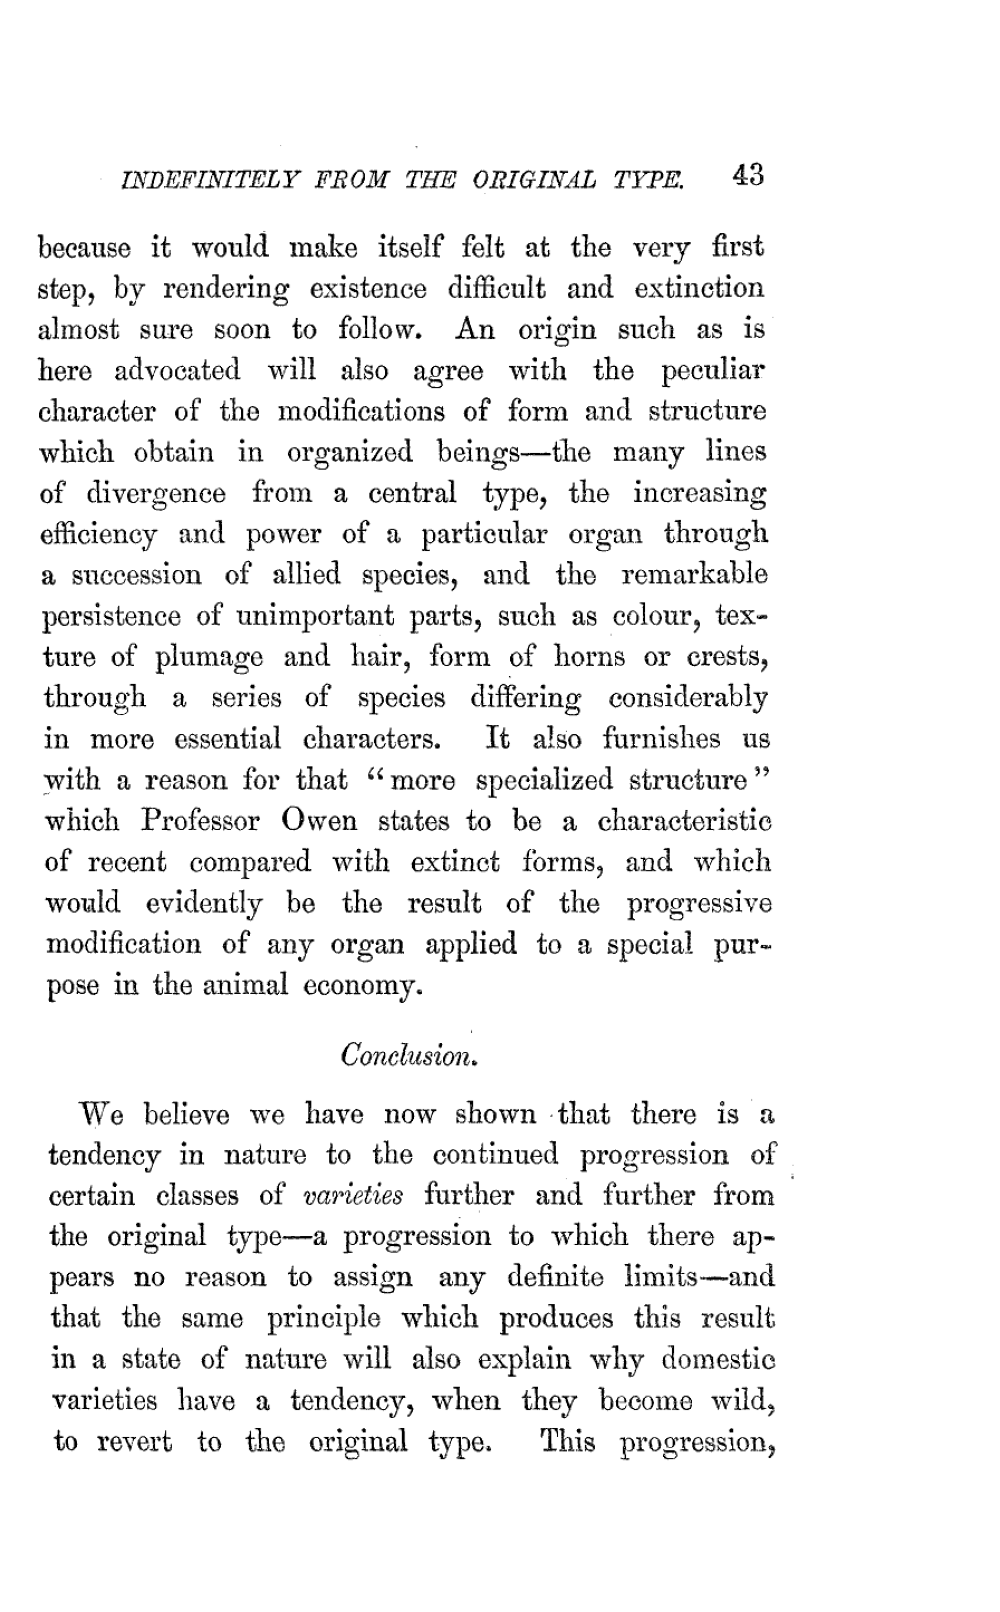 INDEFINITELY FROM THE ORIGINAL TYPE. 43
because it would make itself felt at the very first
step, by rendering existence difficult and extinction
almost sure soon to follow. An origin such as is
here advocated will also agree with the peculiar
character of the modifications of form and structure
which obtain in organized beings—the many lines
of divergence from a central type, the increasing
efficiency and power of a particular organ through
a succession of allied species, and the remarkable
persistence of unimportant parts, such as colour, tex-
ture of plumage and hair, form of horns or crests,
through a series of species differing considerably
in more essential characters. It also furnishes us
with a reason for that “more specialized structure”
which Professor Owen states to be a characteristic
of recent compared with extinct forms, and which
would evidently be the result of the progressive
modification of any organ applied to a special pur-
pose in the animal economy.
Conclusion.
We believe we have now shown that there is a
tendency in nature to the continued progression of
certain classes of varieties further and further from
the original type—a progression to which there ap-
pears no reason to assign any definite limits—and
that the same principle which produces this result
in a state of nature will also explain why domestic
varieties have a tendency, when they become wild,
to revert to the original type. This progression,